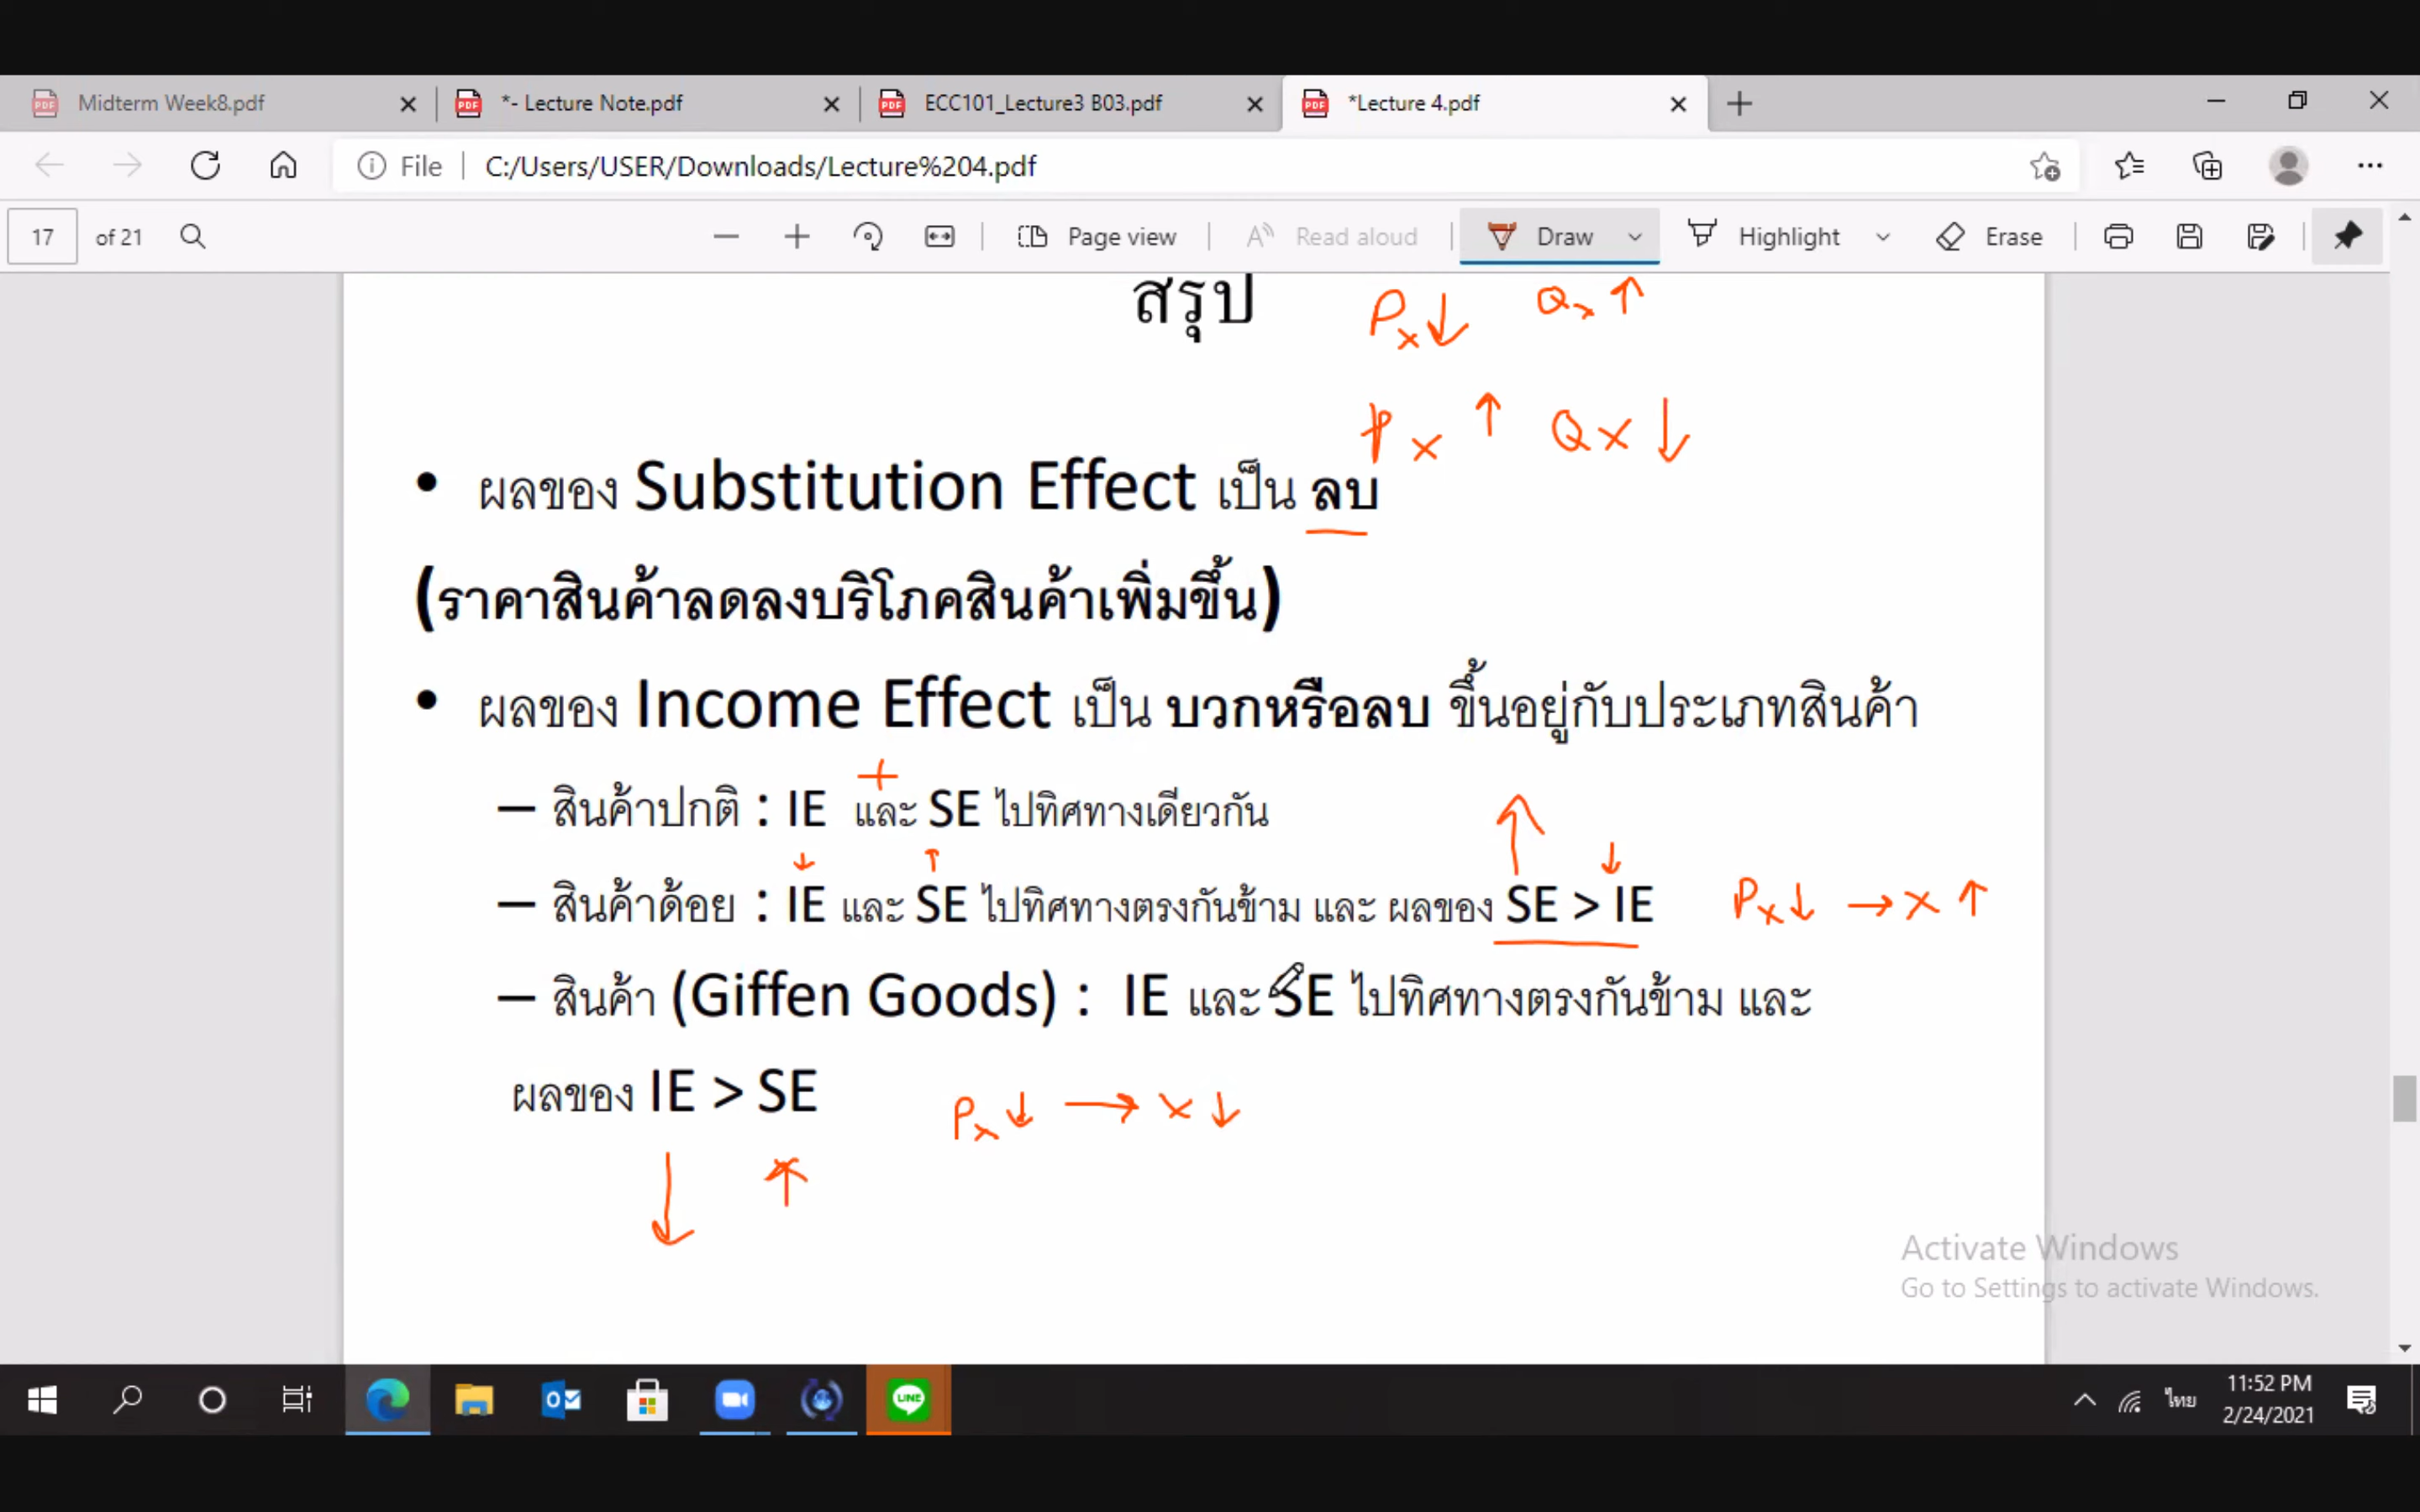 Midterm Week8.pdf
*- Lecture Note.pdf
ECC101_Lecture3 B03.pdf
*Lecture 4.pdf
File
C:/Users/USER/Downloads/Lecture%204.pdf
17 of 21
Page view
Read aloud
Draw
Highlight
Erase
สรุป Px↓ Qx↑
Px ↑ Qx↓
• ผลของ Substitution Effect เป็น ลบ
(ราคาสินค้าลดลงบริโภคสินค้าเพิ่มขึ้น)
• ผลของ Income Effect เป็น บวกหรือลบ ขึ้นอยู่กับประเภทสินค้า
+
– สินค้าปกติ : IE และ SE ไปทิศทางเดียวกัน
↓ ↑ ↑ ↓
– สินค้าด้อย : IE และ SE ไปทิศทางตรงกันข้าม และ ผลของ SE > IE Px↓ → x ↑
– สินค้า (Giffen Goods) : IE และ SE ไปทิศทางตรงกันข้าม และ
ผลของ IE > SE Px↓ → x ↓
↓ ↑
Activate Windows
Go to Settings to activate Windows.
LINE
ไทย
11:52 PM
2/24/2021